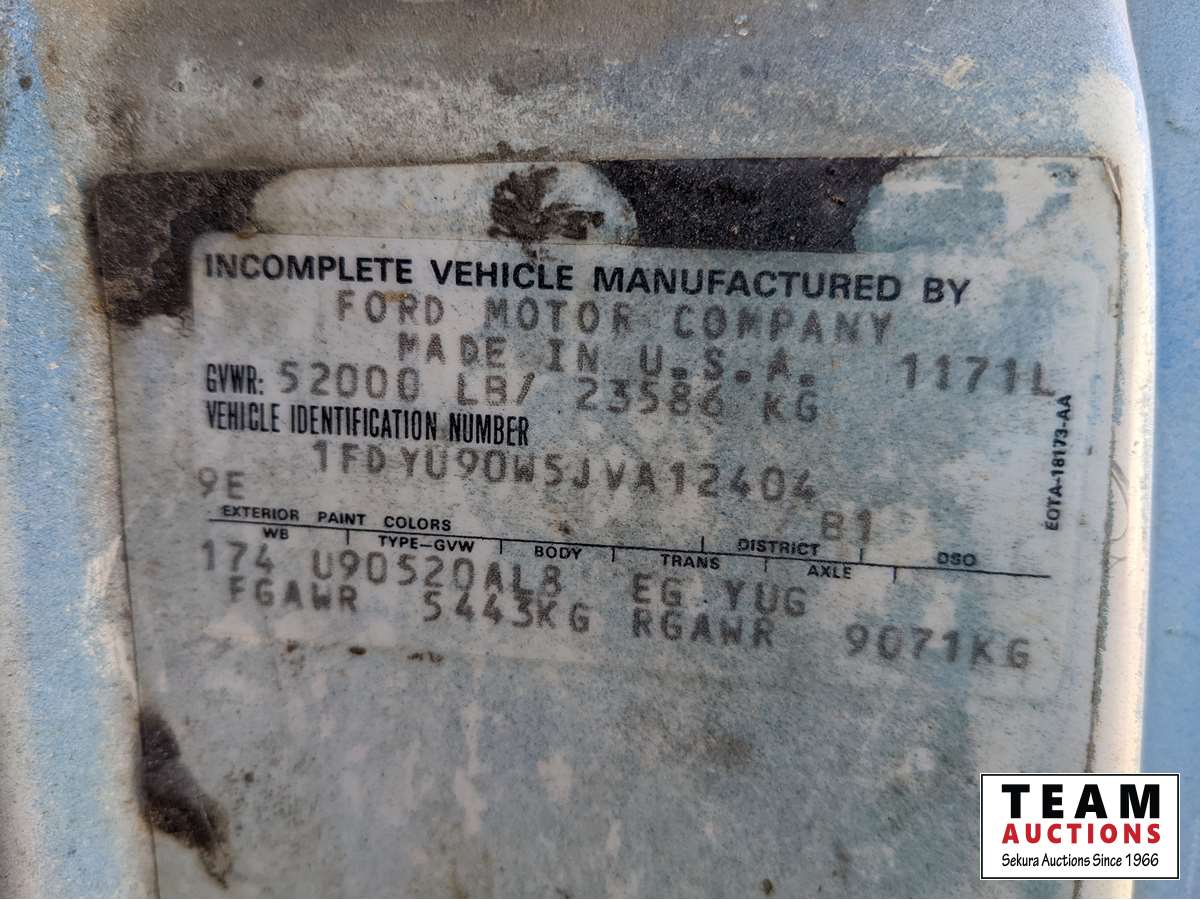 INCOMPLETE VEHICLE MANUFACTURED BY
FORD MOTOR COMPANY
MADE IN U.S.A. 1171L
GVWR: 52000 LB/ 23586 KG
VEHICLE IDENTIFICATION NUMBER
1FDYU90W5JVA12404
9E B1
EXTERIOR PAINT COLORS DISTRICT DSO
WB TYPE-GVW BODY TRANS AXLE
174 U90520AL8 EG YUG
FGAWR 5443KG RGAWR 9071KG
EOTA-18173-AA
TEAM
AUCTIONS
Sekura Auctions Since 1966